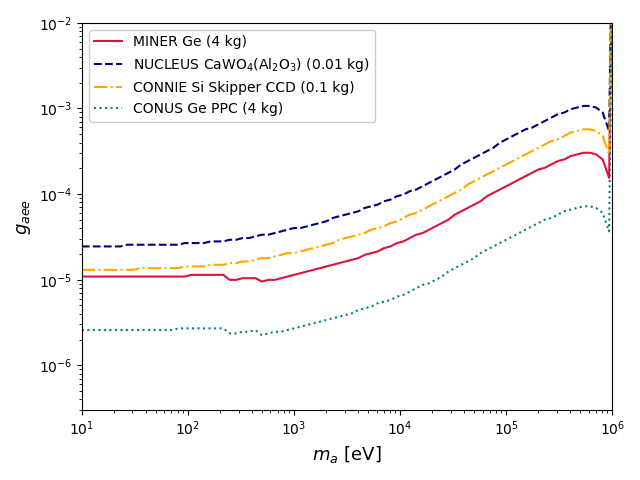 MINER Ge (4 kg)
NUCLEUS CaWO₄(Al₂O₃) (0.01 kg)
CONNIE Si Skipper CCD (0.1 kg)
CONUS Ge PPC (4 kg)
10⁻²
10⁻³
10⁻⁴
10⁻⁵
10⁻⁶
gₐₑₑ
10¹ 10² 10³ 10⁴ 10⁵ 10⁶
mₐ [eV]